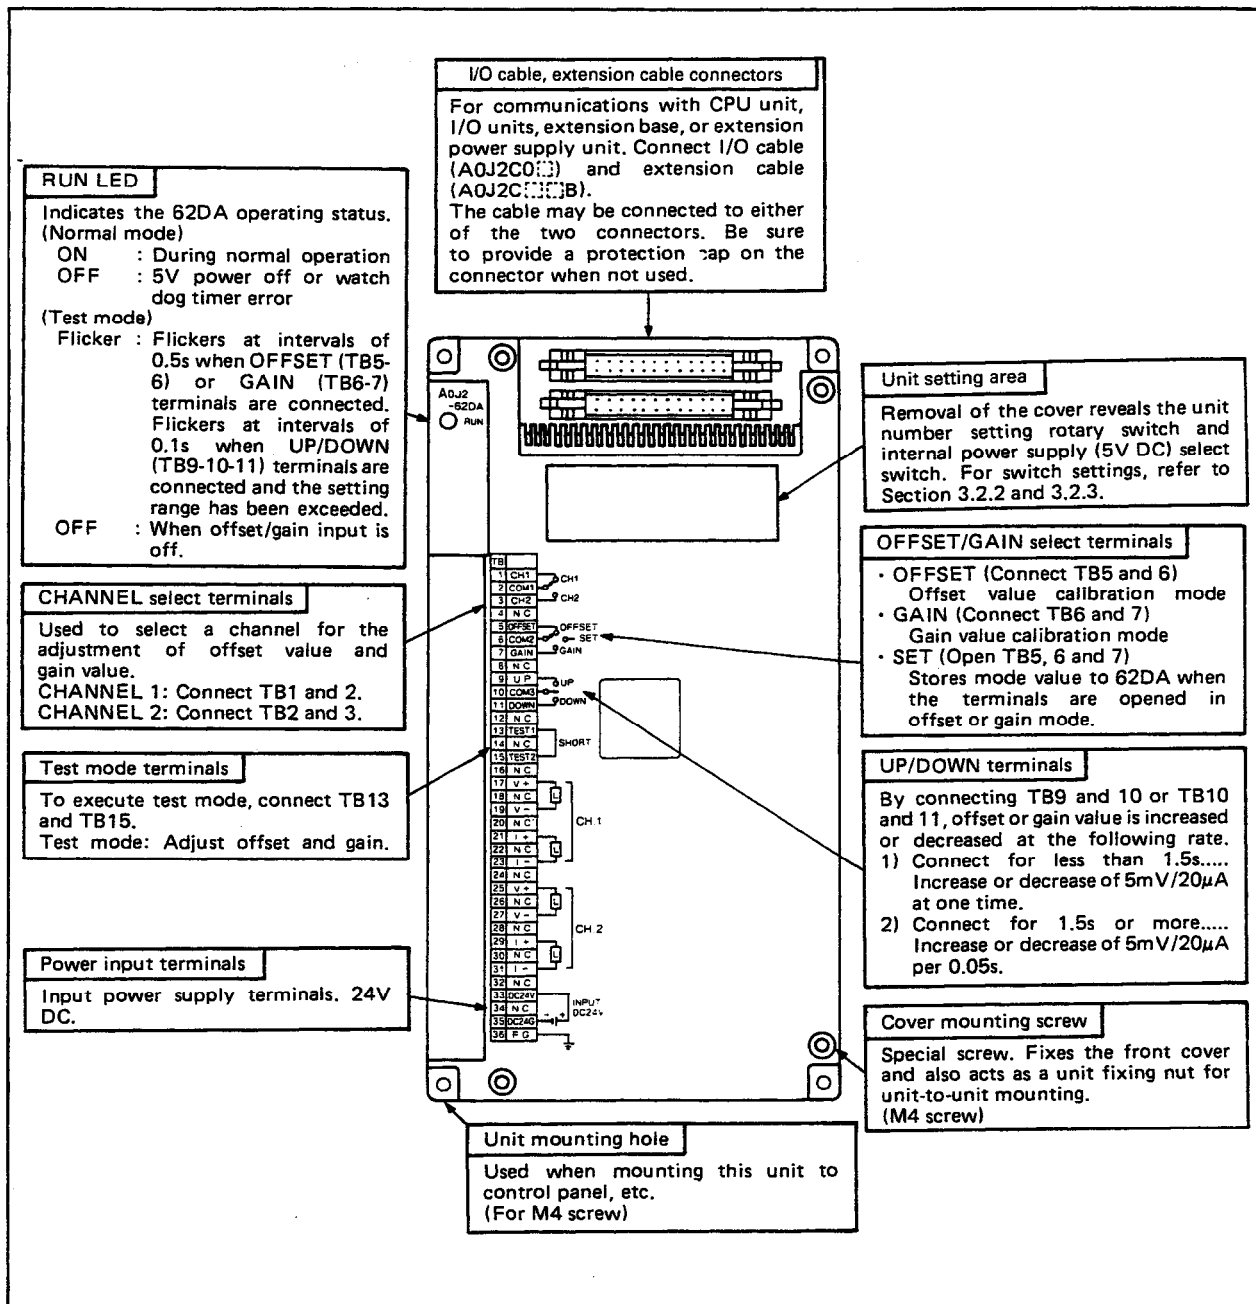 I/O cable, extension cable connectors
For communications with CPU unit,
I/O units, extension base, or extension
power supply unit. Connect I/O cable
(A0J2C0⬚) and extension cable
(A0J2C⬚⬚B).
The cable may be connected to either
of the two connectors. Be sure
to provide a protection cap on the
connector when not used.
RUN LED
Indicates the 62DA operating status.
(Normal mode)
ON : During normal operation
OFF : 5V power off or watch
dog timer error
(Test mode)
Flicker : Flickers at intervals of
0.5s when OFFSET (TB5-
6) or GAIN (TB6-7)
terminals are connected.
Flickers at intervals of
0.1s when UP/DOWN
(TB9-10-11) terminals are
connected and the setting
range has been exceeded.
OFF : When offset/gain input is
off.
CHANNEL select terminals
Used to select a channel for the
adjustment of offset value and
gain value.
CHANNEL 1: Connect TB1 and 2.
CHANNEL 2: Connect TB2 and 3.
Test mode terminals
To execute test mode, connect TB13
and TB15.
Test mode: Adjust offset and gain.
Power input terminals
Input power supply terminals. 24V
DC.
A0J2
-62DA
RUN
TB
1 CH1
2 COM1
3 CH2
4 NC
5 OFFSET
6 COM2
7 GAIN
8 NC
9 UP
10 COM3
11 DOWN
12 NC
13 TEST1
14 NC
15 TEST2
16 NC
17 V+
18 NC
19 V-
20 NC
21 I+
22 NC
23 I-
24 NC
25 V+
26 NC
27 V-
28 NC
29 I+
30 NC
31 I-
32 NC
33 DC24V
34 NC
35 DC24G
36 FG
CH1
CH2
OFFSET
SET
GAIN
UP
DOWN
SHORT
L
CH.1
L
L
CH.2
L
INPUT
DC24V
- +
Unit setting area
Removal of the cover reveals the unit
number setting rotary switch and
internal power supply (5V DC) select
switch. For switch settings, refer to
Section 3.2.2 and 3.2.3.
OFFSET/GAIN select terminals
· OFFSET (Connect TB5 and 6)
Offset value calibration mode
· GAIN (Connect TB6 and 7)
Gain value calibration mode
· SET (Open TB5, 6 and 7)
Stores mode value to 62DA when
the terminals are opened in
offset or gain mode.
UP/DOWN terminals
By connecting TB9 and 10 or TB10
and 11, offset or gain value is increased
or decreased at the following rate.
1) Connect for less than 1.5s.....
Increase or decrease of 5mV/20μA
at one time.
2) Connect for 1.5s or more.....
Increase or decrease of 5mV/20μA
per 0.05s.
Cover mounting screw
Special screw. Fixes the front cover
and also acts as a unit fixing nut for
unit-to-unit mounting.
(M4 screw)
Unit mounting hole
Used when mounting this unit to
control panel, etc.
(For M4 screw)